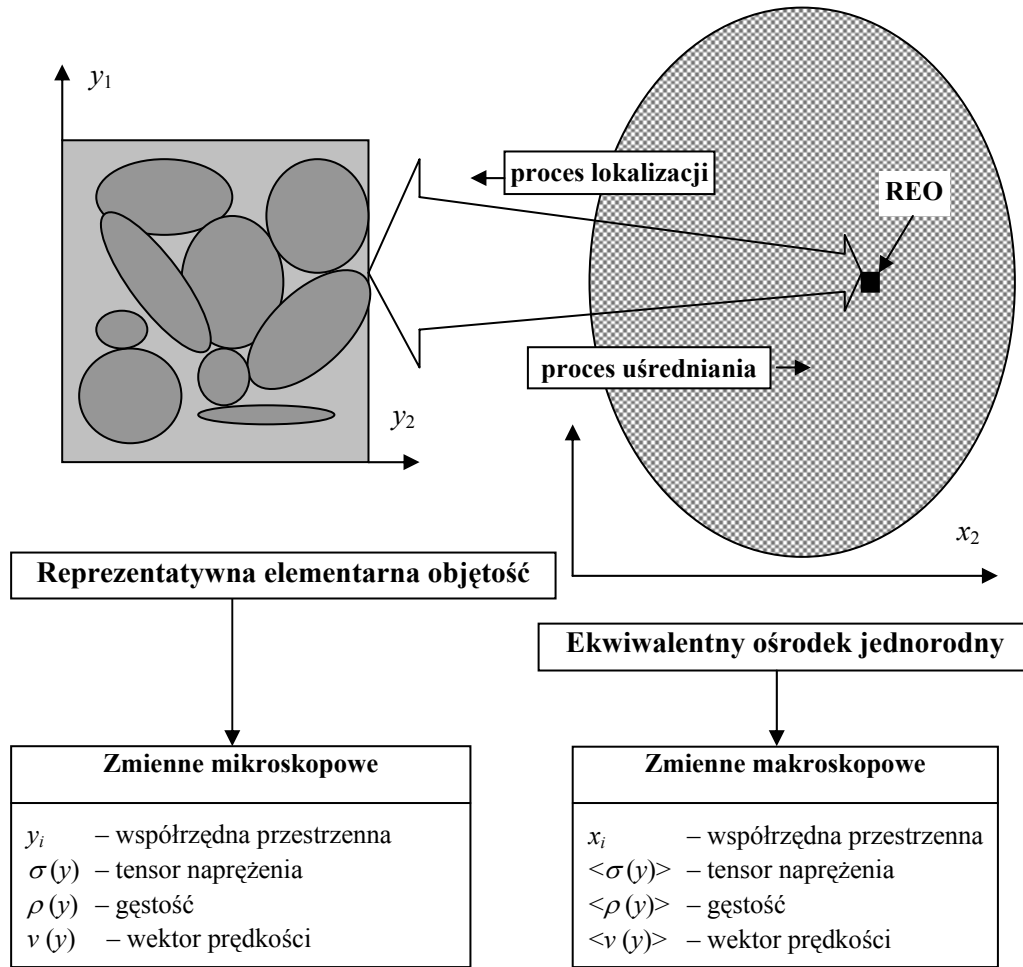 y1
proces lokalizacji
REO
proces uśredniania
y2
x2
Reprezentatywna elementarna objętość
Ekwiwalentny ośrodek jednorodny
Zmienne mikroskopowe
yi – współrzędna przestrzenna
σ (y) – tensor naprężenia
ρ (y) – gęstość
v (y) – wektor prędkości
Zmienne makroskopowe
xi – współrzędna przestrzenna
<σ (y)> – tensor naprężenia
<ρ (y)> – gęstość
<v (y)> – wektor prędkości